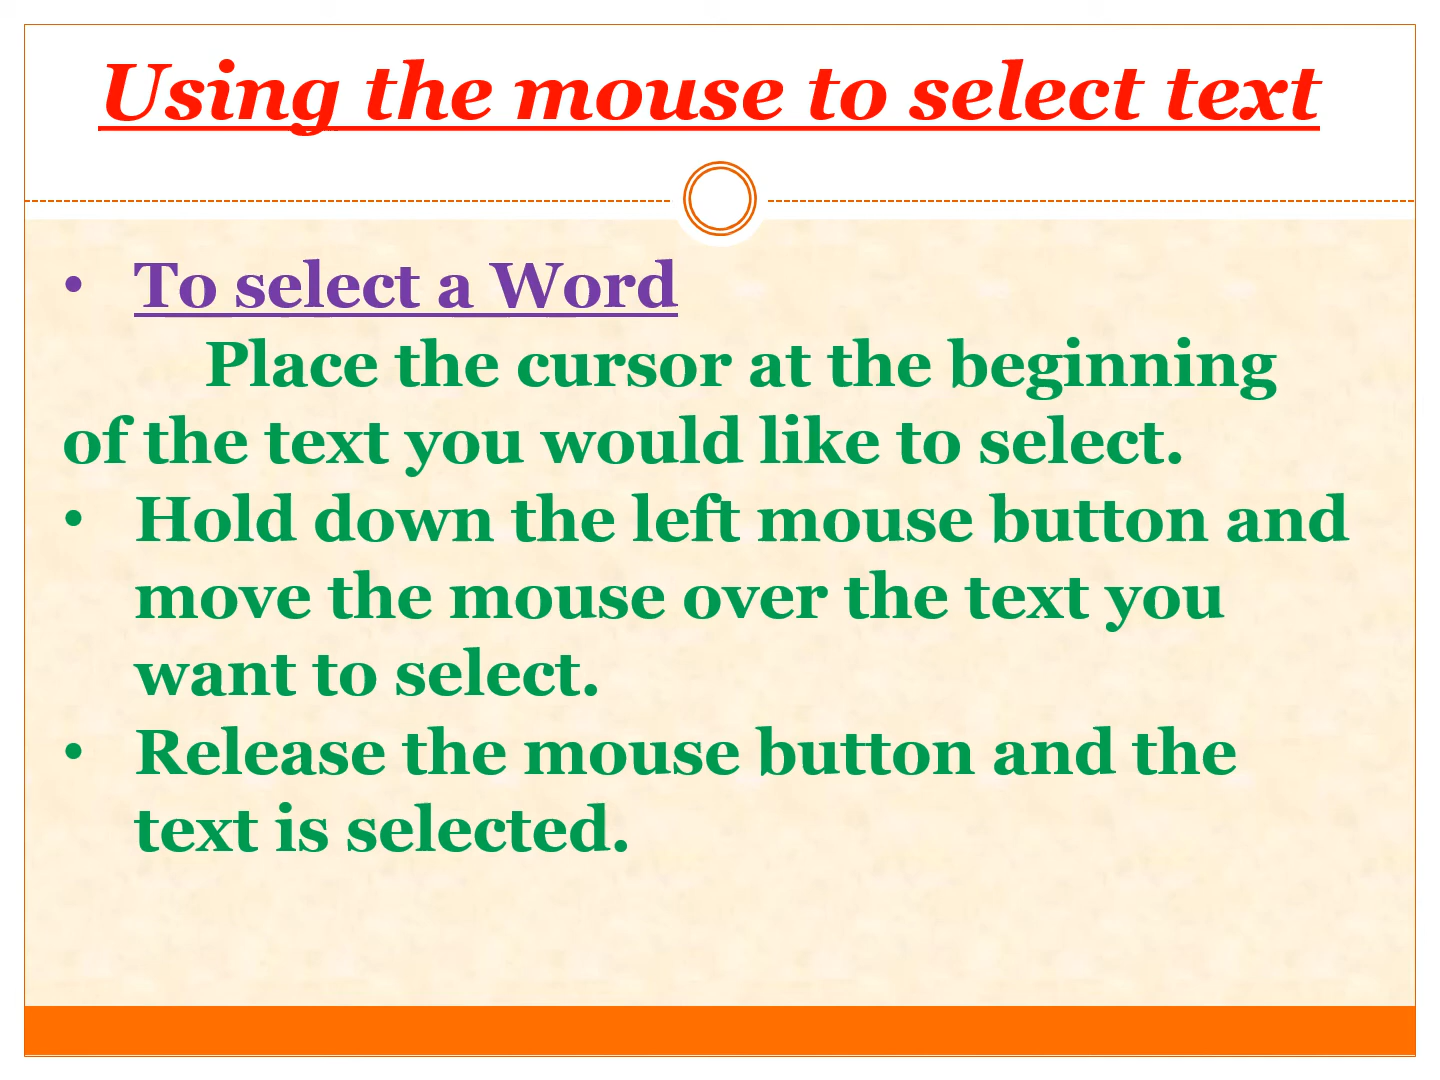 Using the mouse to select text
• To select a Word
Place the cursor at the beginning
of the text you would like to select.
• Hold down the left mouse button and
move the mouse over the text you
want to select.
• Release the mouse button and the
text is selected.